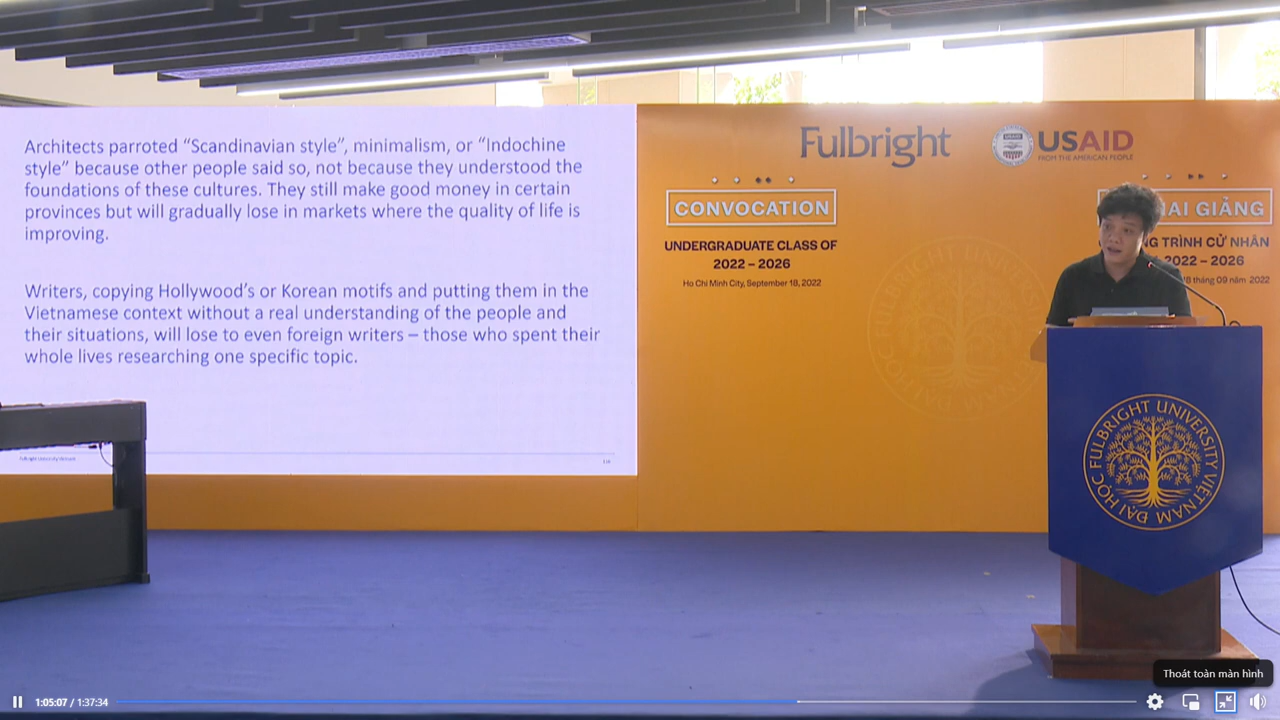 Architects parroted “Scandinavian style”, minimalism, or “Indochine
style” because other people said so, not because they understood the
foundations of these cultures. They still make good money in certain
provinces but will gradually lose in markets where the quality of life is
improving.
Writers, copying Hollywood’s or Korean motifs and putting them in the
Vietnamese context without a real understanding of the people and
their situations, will lose to even foreign writers – those who spent their
whole lives researching one specific topic.
Fulbright University Vietnam
Fulbright
USAID
FROM THE AMERICAN PEOPLE
CONVOCATION
UNDERGRADUATE CLASS OF
2022 – 2026
Ho Chi Minh City, September 18, 2022
AI GIẢNG
G TRÌNH CỬ NHÂN
2022 – 2026
18 tháng 09 năm 2022
FULBRIGHT UNIVERSITY VIETNAM
ĐẠI HỌC FULBRIGHT VIỆT NAM
Thoát toàn màn hình
1:05:07 / 1:37:34